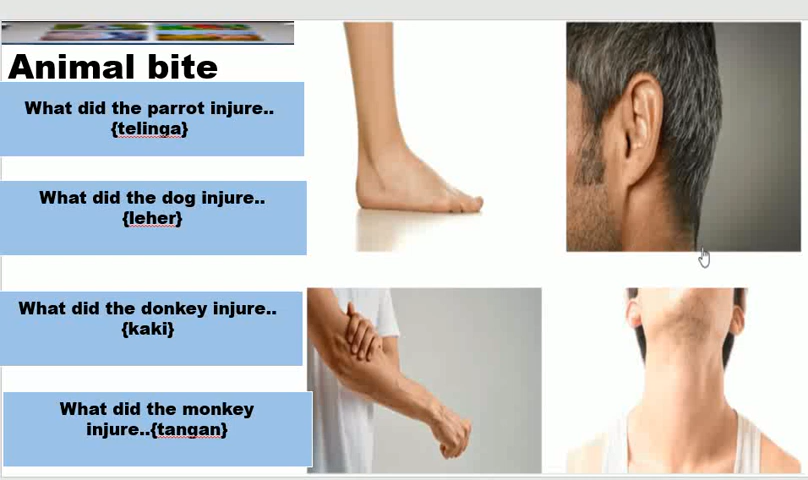 Animal bite
What did the parrot injure..
{telinga}
What did the dog injure..
{leher}
What did the donkey injure..
{kaki}
What did the monkey
injure..{tangan}